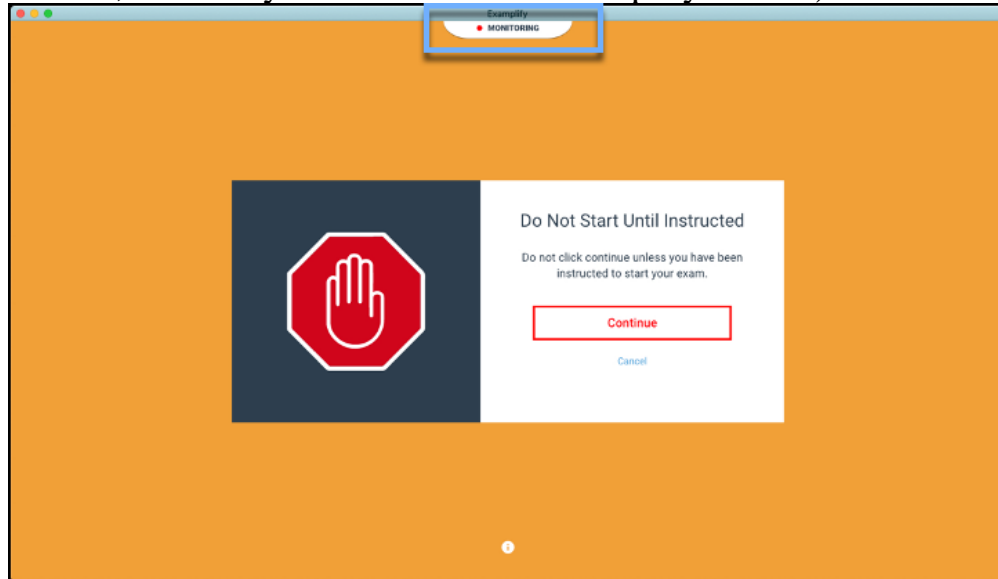 Examplify
MONITORING
Do Not Start Until Instructed
Do not click continue unless you have been
instructed to start your exam.
Continue
Cancel